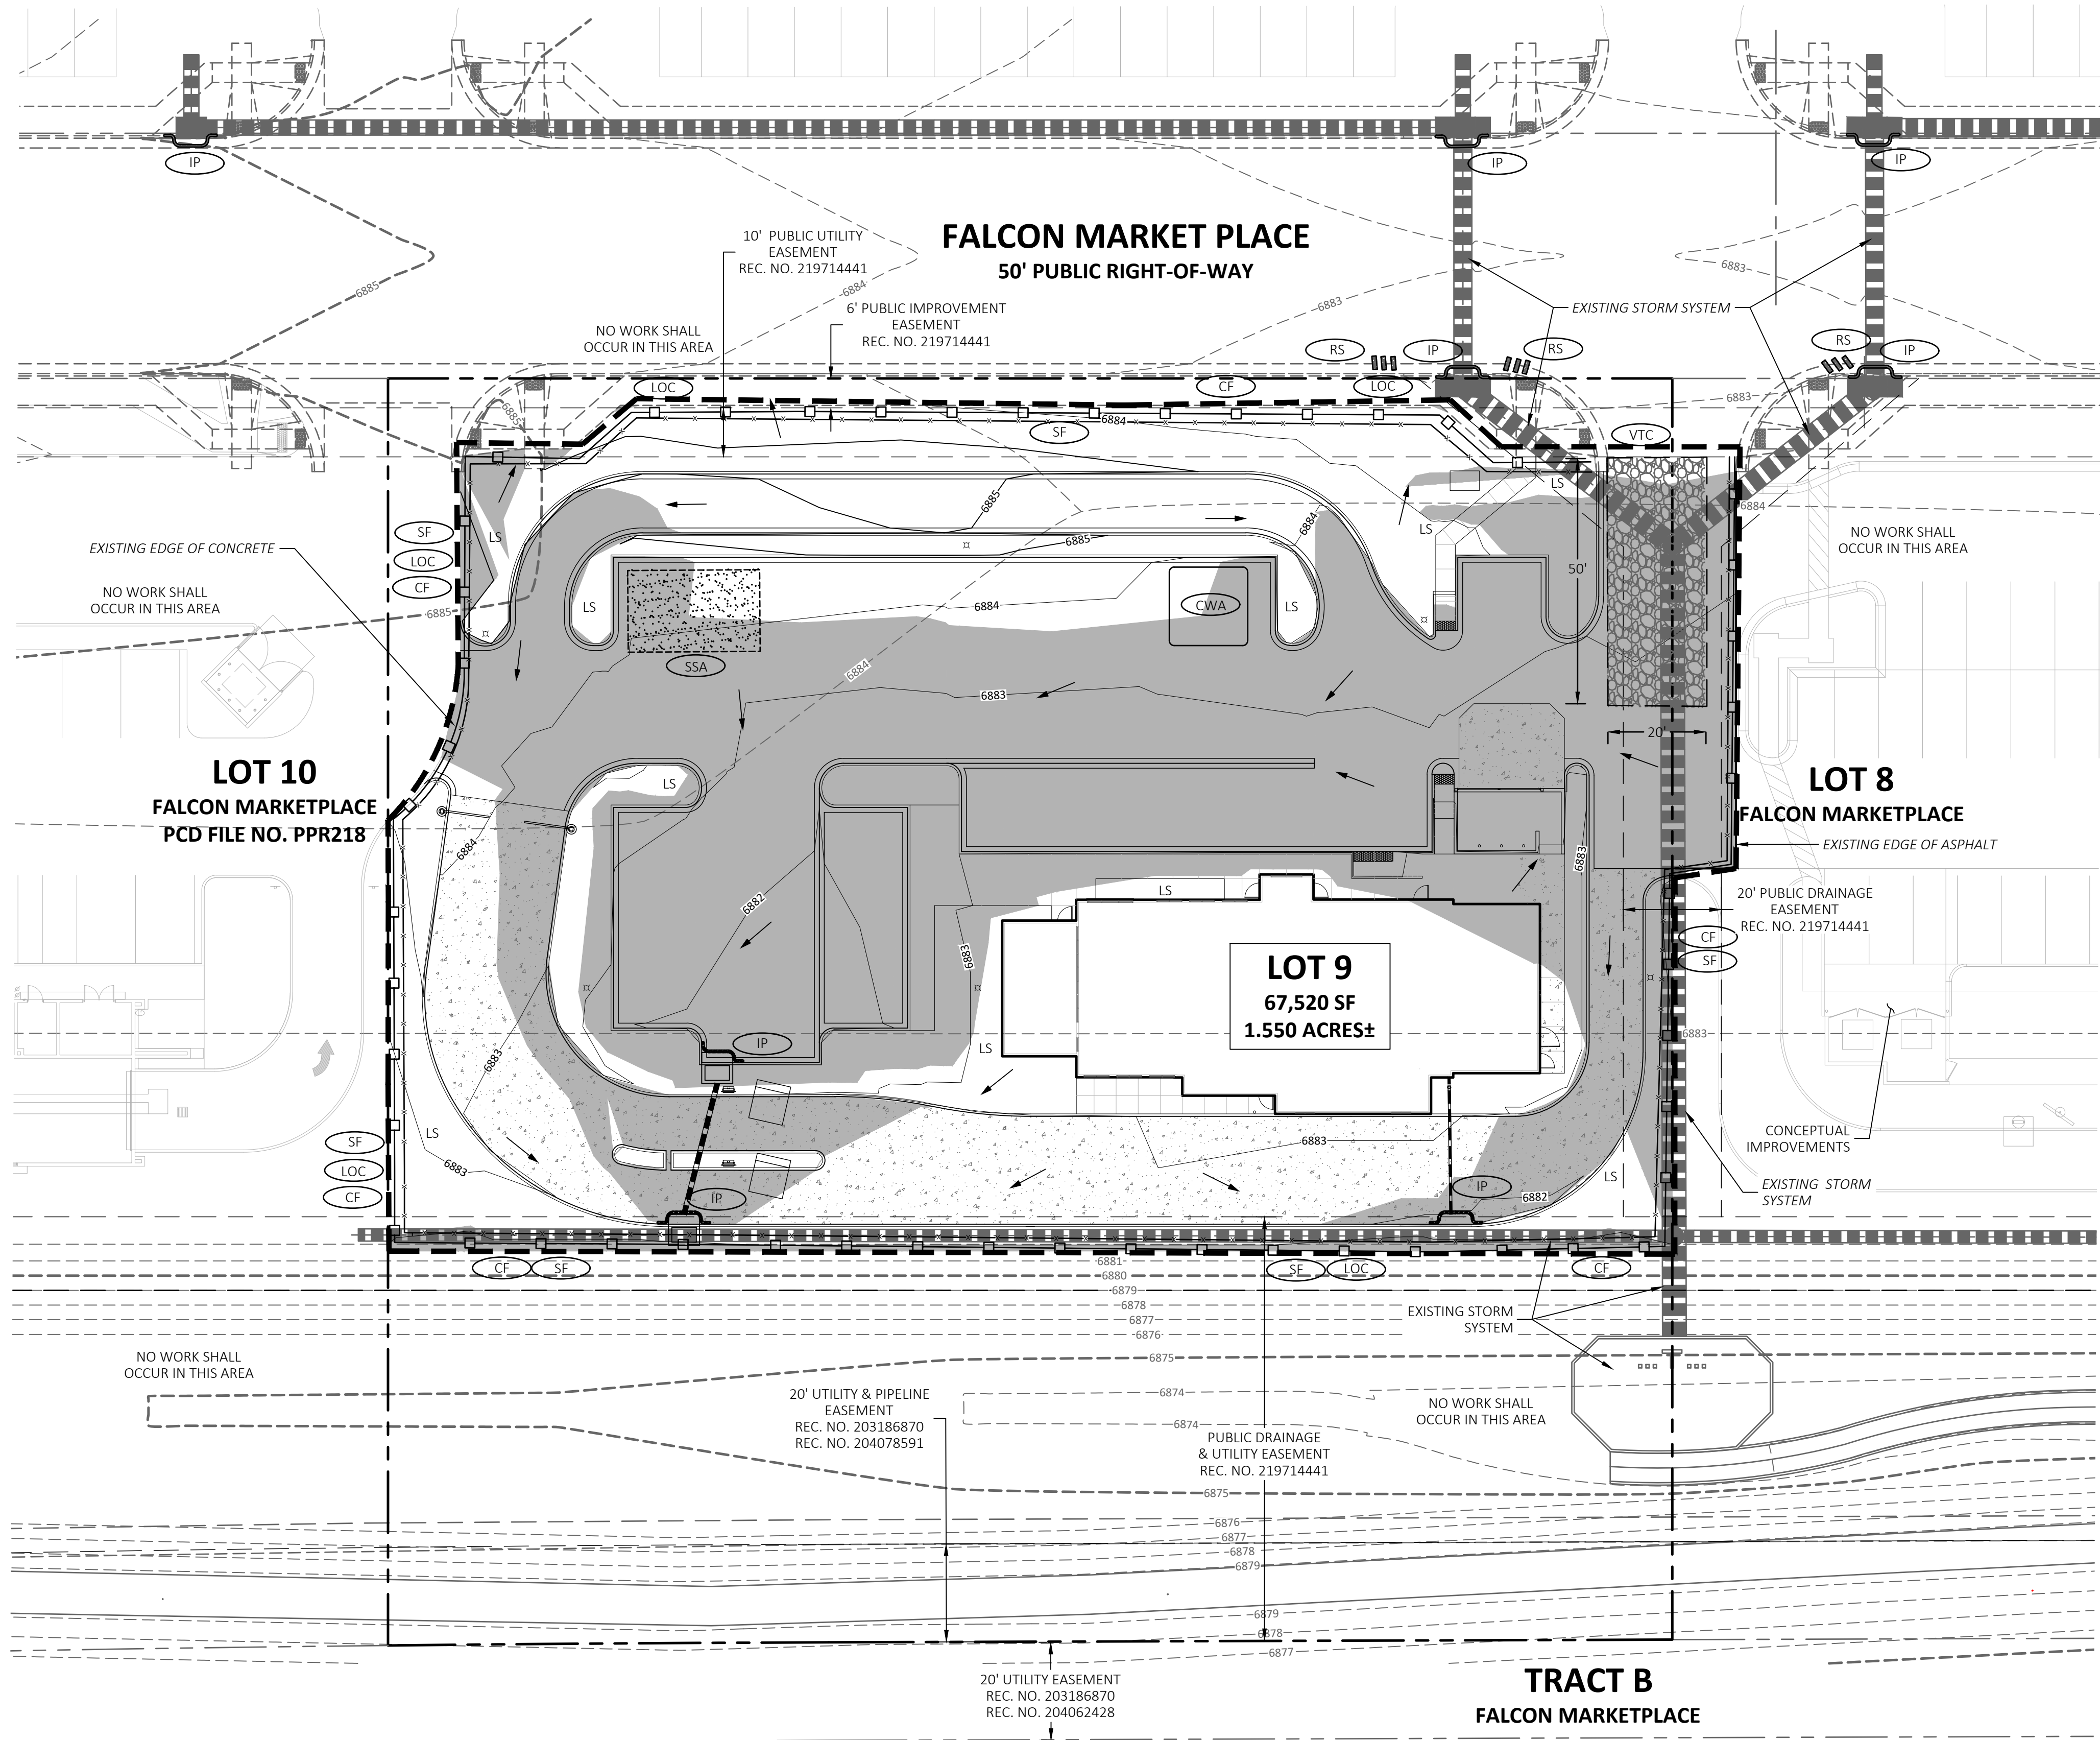 IP
IP
IP
10' PUBLIC UTILITY
EASEMENT
REC. NO. 219714441
FALCON MARKET PLACE
50' PUBLIC RIGHT-OF-WAY
6885
6884
6883
6883
6' PUBLIC IMPROVEMENT
EASEMENT
REC. NO. 219714441
EXISTING STORM SYSTEM
NO WORK SHALL
OCCUR IN THIS AREA
RS
IP
RS
RS
IP
LOC
CF
LOC
6883
6885
6884
SF
VTC
LS
LS
LS
6885
6884
6885
6884
SF
LOC
CF
EXISTING EDGE OF CONCRETE
NO WORK SHALL
OCCUR IN THIS AREA
6885
NO WORK SHALL
OCCUR IN THIS AREA
50'
LS
6884
CWA
LS
SSA
6884
6883
20'
LOT 10
FALCON MARKETPLACE
PCD FILE NO. PPR218
LS
LOT 8
FALCON MARKETPLACE
EXISTING EDGE OF ASPHALT
6884
6883
LS
6882
6883
20' PUBLIC DRAINAGE
EASEMENT
REC. NO. 219714441
CF
SF
LOT 9
67,520 SF
1.550 ACRES±
IP
LS
6883
6883
CONCEPTUAL
IMPROVEMENTS
LS
6883
6883
SF
LOC
CF
IP
IP
6882
LS
EXISTING STORM
SYSTEM
CF
SF
SF
LOC
CF
6881
6880
6879
6878
6877
6876
EXISTING STORM
SYSTEM
NO WORK SHALL
OCCUR IN THIS AREA
6875
6874
6874
20' UTILITY & PIPELINE
EASEMENT
REC. NO. 203186870
REC. NO. 204078591
NO WORK SHALL
OCCUR IN THIS AREA
PUBLIC DRAINAGE
& UTILITY EASEMENT
REC. NO. 219714441
6875
6876
6877
6878
6879
6879
6878
6877
20' UTILITY EASEMENT
REC. NO. 203186870
REC. NO. 204062428
TRACT B
FALCON MARKETPLACE